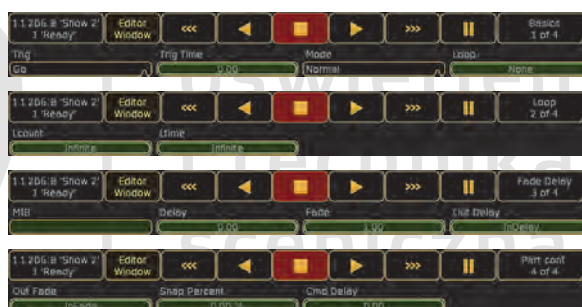 1.1.206.8 'Show 2' Editor <<< >>> Basics
1 'Ready' Window 1 of 4
Trig Trig Time Mode Loop
Go 0.00 Normal None
1.1.206.8 'Show 2' Editor <<< >>> Loop
1 'Ready' Window 2 of 4
Lcount Ltime
Infinite Infinite
1.1.206.8 'Show 2' Editor <<< >>> Fade Delay
1 'Ready' Window 3 of 4
MIB Delay Fade Out Delay
0.00 InDelay
1.1.206.8 'Show 2' Editor <<< >>> Part cont
1 'Ready' Window 4 of 4
Out Fade Snap Percent Cmd Delay
InFade 0.00 % 0.00
oświetlenie
technika
sceniczna